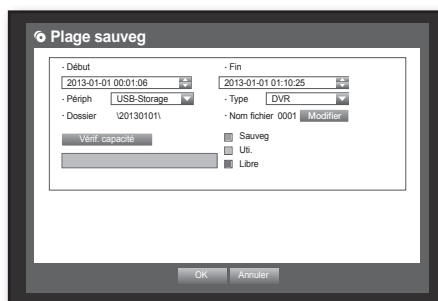 Plage sauveg
· Début · Fin
2013-01-01 00:01:06 2013-01-01 01:10:25
· Périph USB-Storage · Type DVR
· Dossier \20130101\ · Nom fichier 0001 Modifier
Vérif. capacité Sauveg
Uti.
Libre
OK Annuler